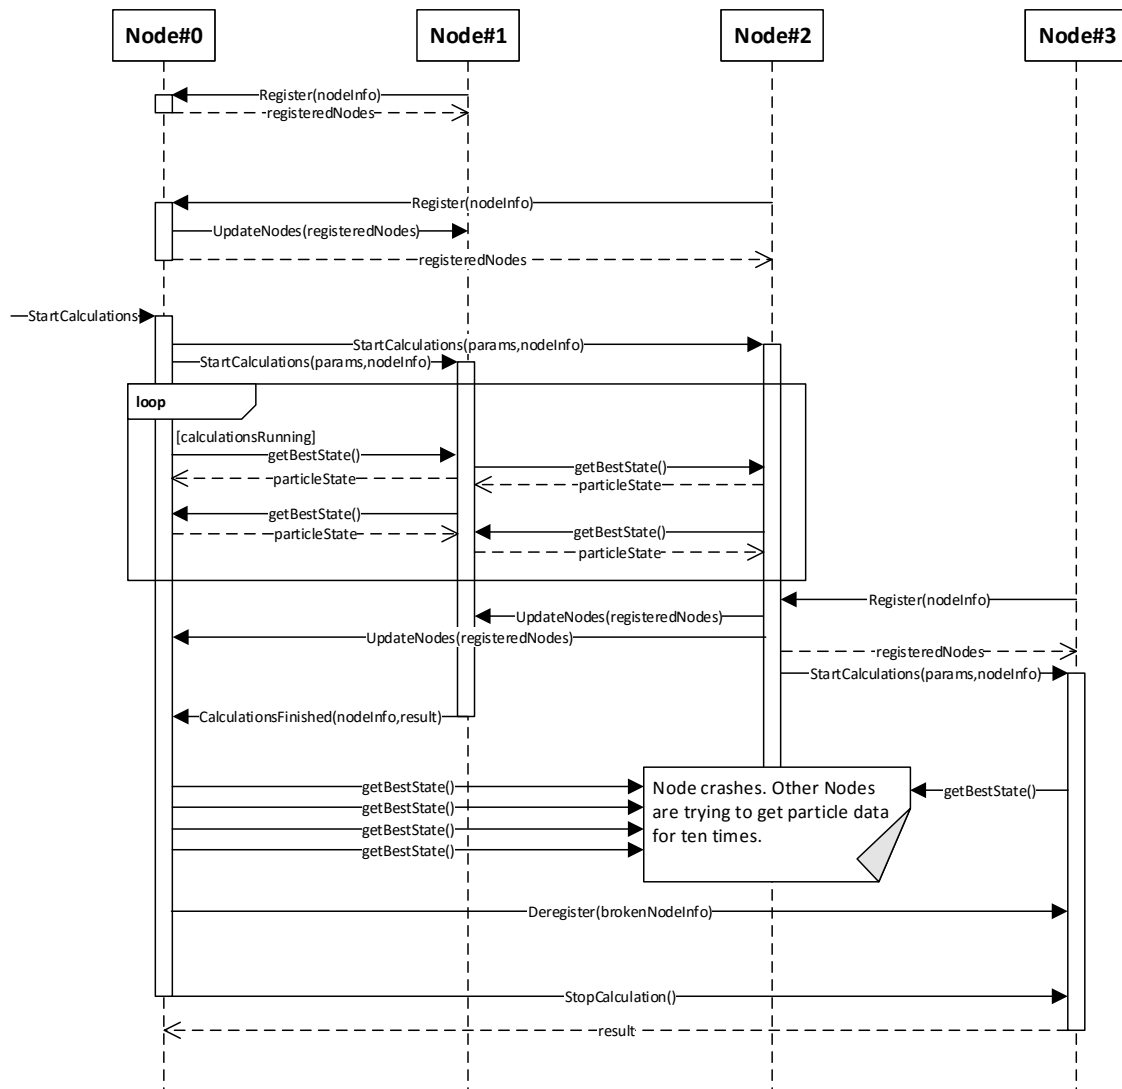 Node#0
Node#1
Node#2
Node#3
Register(nodeInfo)
registeredNodes
Register(nodeInfo)
UpdateNodes(registeredNodes)
registeredNodes
StartCalculations
StartCalculations(params,nodeInfo)
StartCalculations(params,nodeInfo)
loop
[calculationsRunning]
getBestState()
getBestState()
particleState
particleState
getBestState()
getBestState()
particleState
particleState
Register(nodeInfo)
UpdateNodes(registeredNodes)
UpdateNodes(registeredNodes)
registeredNodes
StartCalculations(params,nodeInfo)
CalculationsFinished(nodeInfo,result)
getBestState()
getBestState()
getBestState()
getBestState()
Node crashes. Other Nodes
are trying to get particle data
for ten times.
getBestState()
Deregister(brokenNodeInfo)
StopCalculation()
result